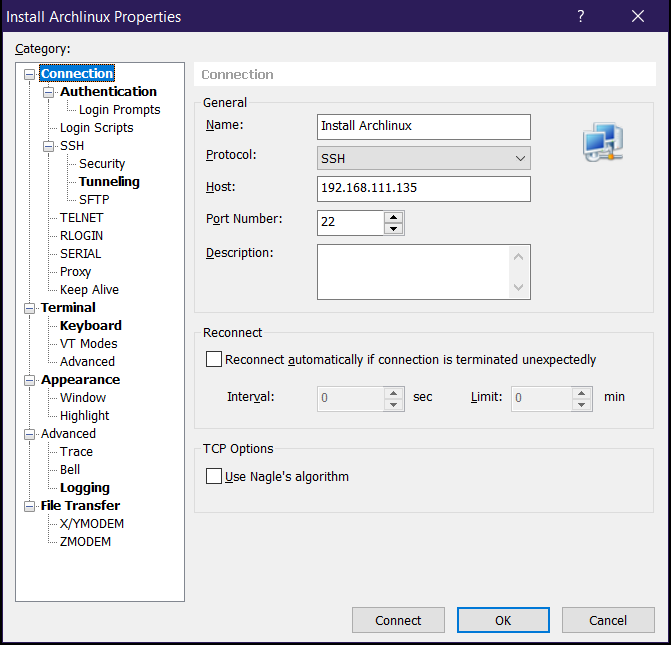 Install Archlinux Properties
?
Category:
Connection
Authentication
Login Prompts
Login Scripts
SSH
Security
Tunneling
SFTP
TELNET
RLOGIN
SERIAL
Proxy
Keep Alive
Terminal
Keyboard
VT Modes
Advanced
Appearance
Window
Highlight
Advanced
Trace
Bell
Logging
File Transfer
X/YMODEM
ZMODEM
Connection
General
Name: Install Archlinux
Protocol: SSH
Host: 192.168.111.135
Port Number: 22
Description:
Reconnect
Reconnect automatically if connection is terminated unexpectedly
Interval: 0 sec Limit: 0 min
TCP Options
Use Nagle's algorithm
Connect OK Cancel